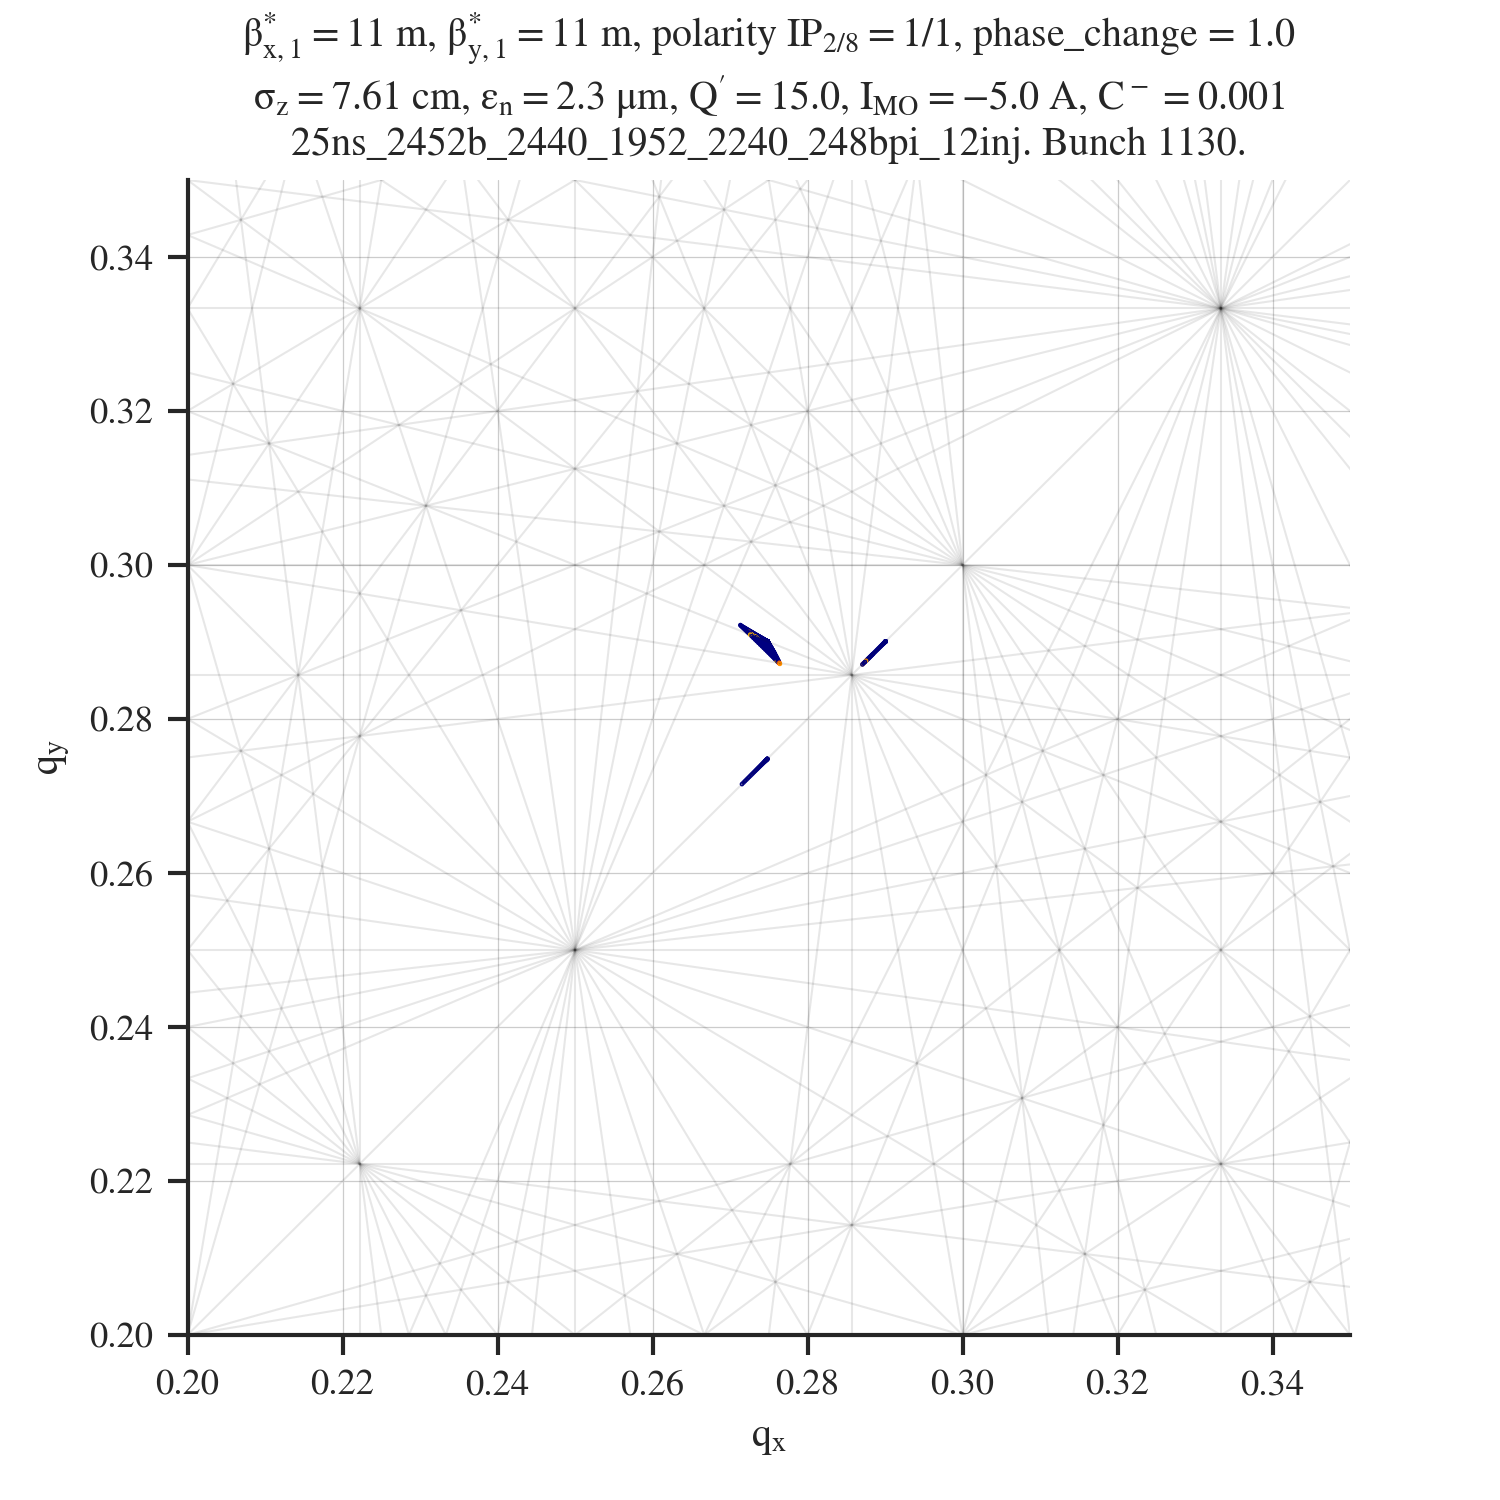 β*x, 1 = 11 m, β*y, 1 = 11 m, polarity IP2/8 = 1/1, phase_change = 1.0
σz = 7.61 cm, εn = 2.3 μm, Q′ = 15.0, IMO = −5.0 A, C− = 0.001
25ns_2452b_2440_1952_2240_248bpi_12inj. Bunch 1130.
0.34
0.32
0.30
0.28
0.26
0.24
0.22
0.20
qy
0.20 0.22 0.24 0.26 0.28 0.30 0.32 0.34
qx